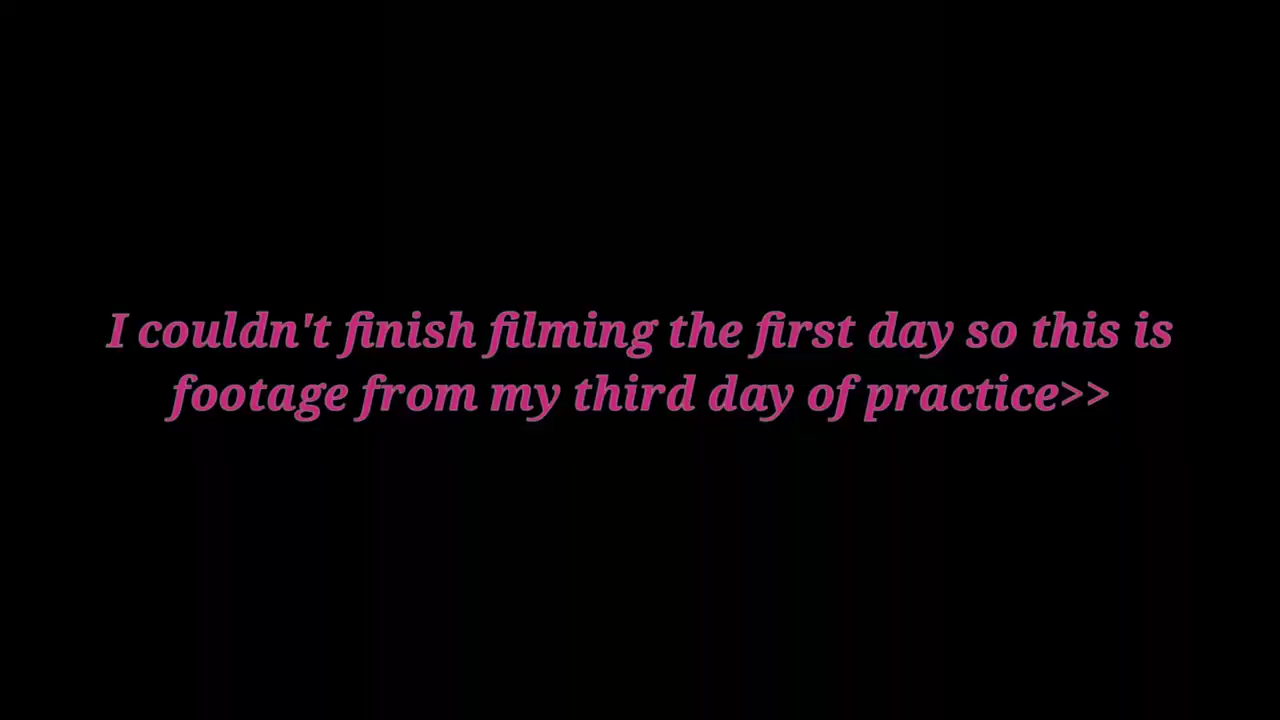 I couldn't finish filming the first day so this is
footage from my third day of practice>>